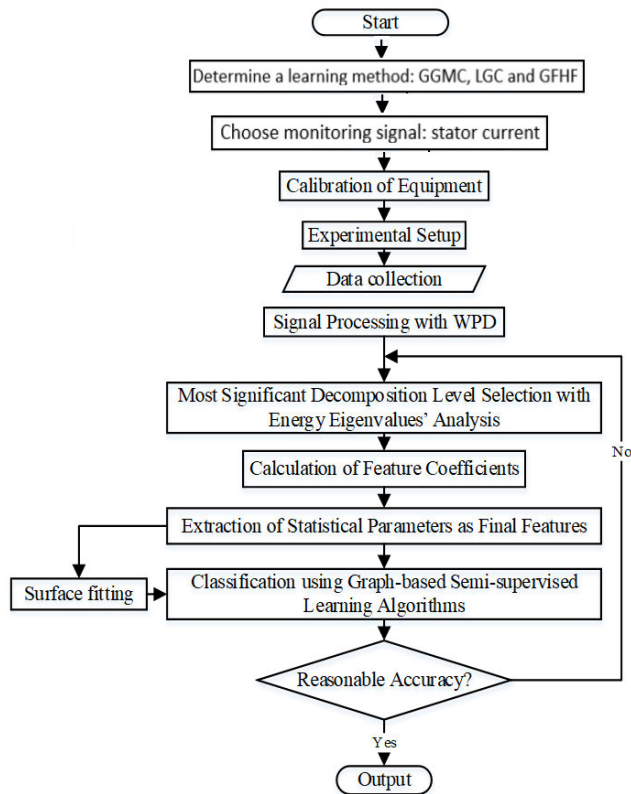 Start
Determine a learning method: GGMC, LGC and GFHF
Choose monitoring signal: stator current
Calibration of Equipment
Experimental Setup
Data collection
Signal Processing with WPD
Most Significant Decomposition Level Selection with
Energy Eigenvalues' Analysis
No
Calculation of Feature Coefficients
Extraction of Statistical Parameters as Final Features
Surface fitting
Classification using Graph-based Semi-supervised
Learning Algorithms
Reasonable Accuracy?
Yes
Output